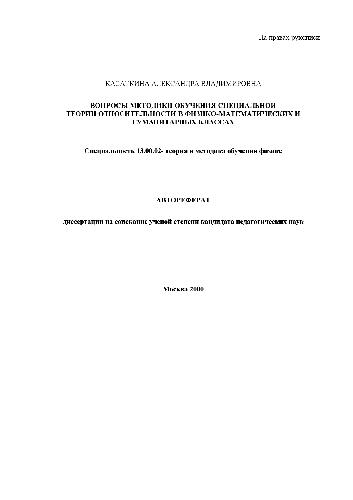 На правах рукописи
КАСАТКИНА АЛЕКСАНДРА ВЛАДИМИРОВНА
ВОПРОСЫ МЕТОДИКИ ОБУЧЕНИЯ СПЕЦИАЛЬНОЙ
ТЕОРИИ ОТНОСИТЕЛЬНОСТИ В ФИЗИКО-МАТЕМАТИЧЕСКИХ И
ГУМАНИТАРНЫХ КЛАССАХ
Специальность 13.00.02- теория и методика обучения физике
АВТОРЕФЕРАТ
диссертации на соискание ученой степени кандидата педагогических наук
Москва 2000